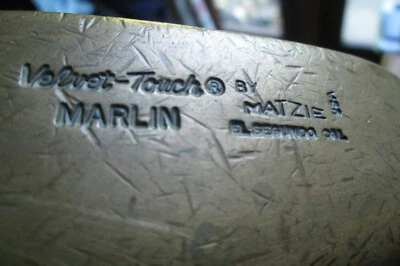 Velvet-Touch® BY
MARLIN MATZIE
EL SEGUNDO CAL